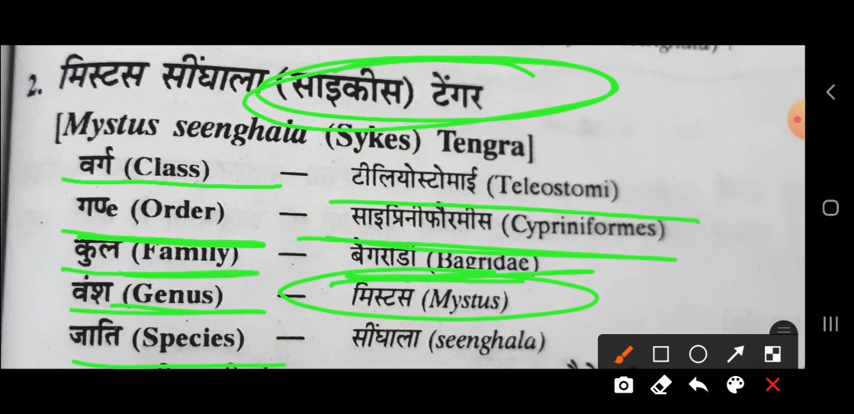 2. मिस्टस सींघाला (साइकीस) टेंगर
[Mystus seenghala (Sykes) Tengra]
वर्ग (Class) — टीलियोस्टोमाई (Teleostomi)
गण (Order) — साइप्रिनीफौरमीस (Cypriniformes)
कुल (Family) — बैगराडी (Bagridae)
वंश (Genus) — मिस्टस (Mystus)
जाति (Species) — सींघाला (seenghala)